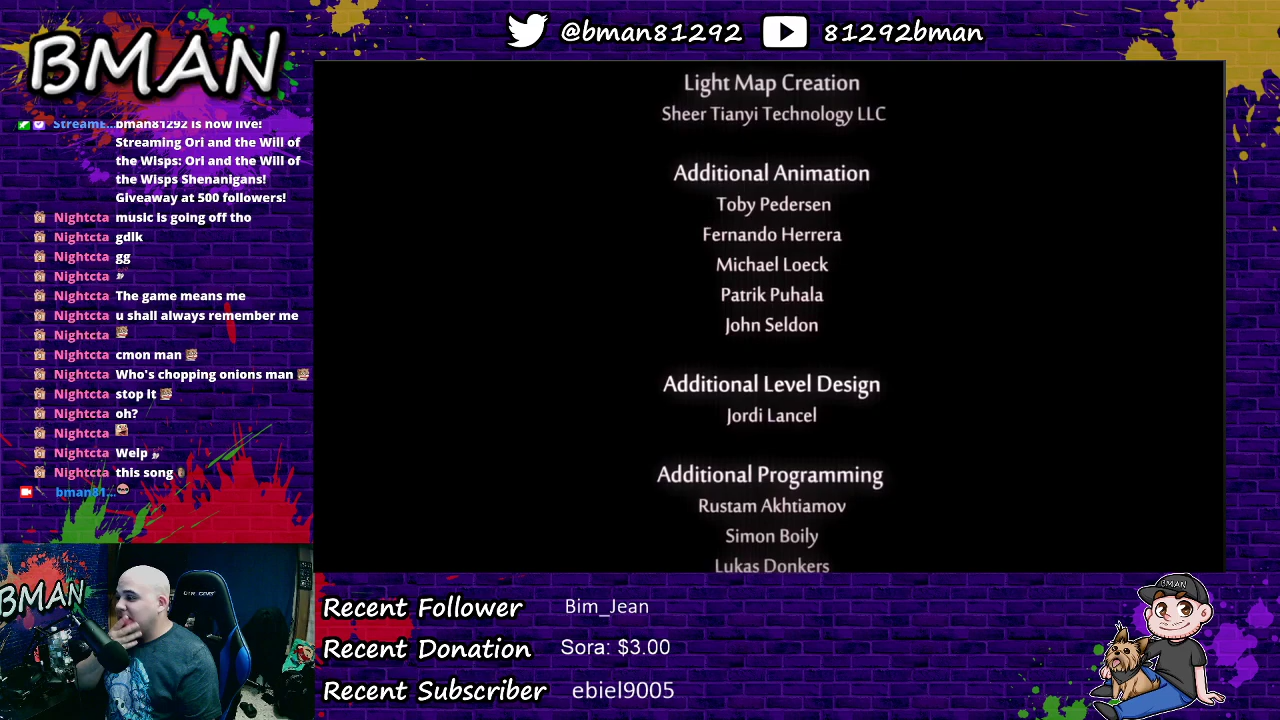 BMAN
@bman81292
81292bman
StreamE... bman81292 is now live!
Streaming Ori and the Will of
the Wisps: Ori and the Will of
the Wisps Shenanigans!
Giveaway at 500 followers!
Nightcta music is going off tho
Nightcta gdlk
Nightcta gg
Nightcta
Nightcta The game means me
Nightcta u shall always remember me
Nightcta
Nightcta cmon man
Nightcta Who's chopping onions man
Nightcta stop it
Nightcta oh?
Nightcta
Nightcta Welp
Nightcta this song
bman81...
Light Map Creation
Sheer Tianyi Technology LLC
Additional Animation
Toby Pedersen
Fernando Herrera
Michael Loeck
Patrik Puhala
John Seldon
Additional Level Design
Jordi Lancel
Additional Programming
Rustam Akhtiamov
Simon Boily
Lukas Donkers
BMAN
Recent Follower Bim_Jean
Recent Donation Sora: $3.00
Recent Subscriber ebiel9005
BMAN